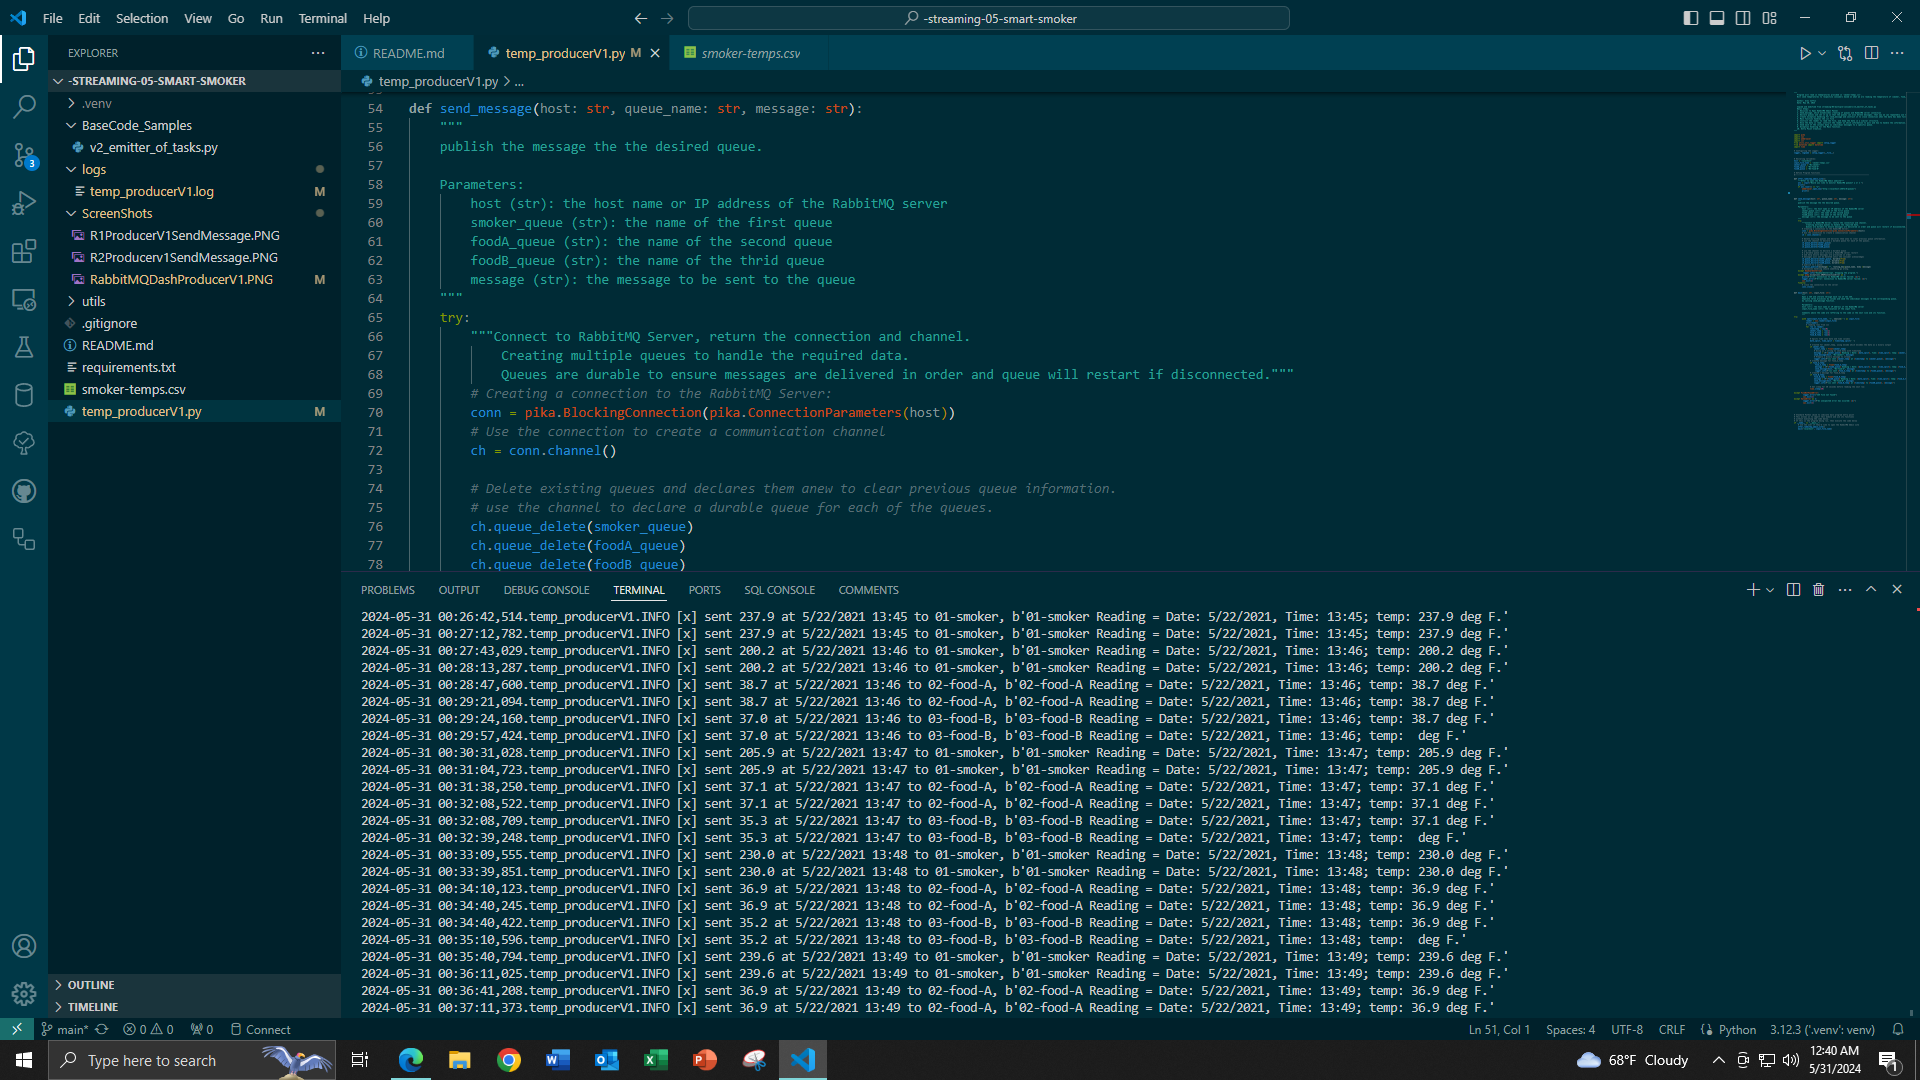 File Edit Selection View Go Run Terminal Help
-streaming-05-smart-smoker
EXPLORER
-STREAMING-05-SMART-SMOKER
.venv
BaseCode_Samples
v2_emitter_of_tasks.py
logs
temp_producerV1.log M
ScreenShots
R1ProducerV1SendMessage.PNG
R2Producerv1SendMessage.PNG
RabbitMQDashProducerV1.PNG M
utils
.gitignore
README.md
requirements.txt
smoker-temps.csv
temp_producerV1.py M
3
OUTLINE
TIMELINE
README.md temp_producerV1.py M smoker-temps.csv
temp_producerV1.py > ...
54 def send_message(host: str, queue_name: str, message: str):
55 """
56 publish the message the the desired queue.
57
58 Parameters:
59 host (str): the host name or IP address of the RabbitMQ server
60 smoker_queue (str): the name of the first queue
61 foodA_queue (str): the name of the second queue
62 foodB_queue (str): the name of the thrid queue
63 message (str): the message to be sent to the queue
64 """
65 try:
66 """Connect to RabbitMQ Server, return the connection and channel.
67 Creating multiple queues to handle the required data.
68 Queues are durable to ensure messages are delivered in order and queue will restart if disconnected."""
69 # Creating a connection to the RabbitMQ Server:
70 conn = pika.BlockingConnection(pika.ConnectionParameters(host))
71 # Use the connection to create a communication channel
72 ch = conn.channel()
73
74 # Delete existing queues and declares them anew to clear previous queue information.
75 # use the channel to declare a durable queue for each of the queues.
76 ch.queue_delete(smoker_queue)
77 ch.queue_delete(foodA_queue)
78 ch.queue_delete(foodB_queue)
PROBLEMS OUTPUT DEBUG CONSOLE TERMINAL PORTS SQL CONSOLE COMMENTS
2024-05-31 00:26:42,514.temp_producerV1.INFO [x] sent 237.9 at 5/22/2021 13:45 to 01-smoker, b'01-smoker Reading = Date: 5/22/2021, Time: 13:45; temp: 237.9 deg F.'
2024-05-31 00:27:12,782.temp_producerV1.INFO [x] sent 237.9 at 5/22/2021 13:45 to 01-smoker, b'01-smoker Reading = Date: 5/22/2021, Time: 13:45; temp: 237.9 deg F.'
2024-05-31 00:27:43,029.temp_producerV1.INFO [x] sent 200.2 at 5/22/2021 13:46 to 01-smoker, b'01-smoker Reading = Date: 5/22/2021, Time: 13:46; temp: 200.2 deg F.'
2024-05-31 00:28:13,287.temp_producerV1.INFO [x] sent 200.2 at 5/22/2021 13:46 to 01-smoker, b'01-smoker Reading = Date: 5/22/2021, Time: 13:46; temp: 200.2 deg F.'
2024-05-31 00:28:47,600.temp_producerV1.INFO [x] sent 38.7 at 5/22/2021 13:46 to 02-food-A, b'02-food-A Reading = Date: 5/22/2021, Time: 13:46; temp: 38.7 deg F.'
2024-05-31 00:29:21,094.temp_producerV1.INFO [x] sent 38.7 at 5/22/2021 13:46 to 02-food-A, b'02-food-A Reading = Date: 5/22/2021, Time: 13:46; temp: 38.7 deg F.'
2024-05-31 00:29:24,160.temp_producerV1.INFO [x] sent 37.0 at 5/22/2021 13:46 to 03-food-B, b'03-food-B Reading = Date: 5/22/2021, Time: 13:46; temp: 38.7 deg F.'
2024-05-31 00:29:57,424.temp_producerV1.INFO [x] sent 37.0 at 5/22/2021 13:46 to 03-food-B, b'03-food-B Reading = Date: 5/22/2021, Time: 13:46; temp:  deg F.'
2024-05-31 00:30:31,028.temp_producerV1.INFO [x] sent 205.9 at 5/22/2021 13:47 to 01-smoker, b'01-smoker Reading = Date: 5/22/2021, Time: 13:47; temp: 205.9 deg F.'
2024-05-31 00:31:04,723.temp_producerV1.INFO [x] sent 205.9 at 5/22/2021 13:47 to 01-smoker, b'01-smoker Reading = Date: 5/22/2021, Time: 13:47; temp: 205.9 deg F.'
2024-05-31 00:31:38,250.temp_producerV1.INFO [x] sent 37.1 at 5/22/2021 13:47 to 02-food-A, b'02-food-A Reading = Date: 5/22/2021, Time: 13:47; temp: 37.1 deg F.'
2024-05-31 00:32:08,522.temp_producerV1.INFO [x] sent 37.1 at 5/22/2021 13:47 to 02-food-A, b'02-food-A Reading = Date: 5/22/2021, Time: 13:47; temp: 37.1 deg F.'
2024-05-31 00:32:08,709.temp_producerV1.INFO [x] sent 35.3 at 5/22/2021 13:47 to 03-food-B, b'03-food-B Reading = Date: 5/22/2021, Time: 13:47; temp: 37.1 deg F.'
2024-05-31 00:32:39,248.temp_producerV1.INFO [x] sent 35.3 at 5/22/2021 13:47 to 03-food-B, b'03-food-B Reading = Date: 5/22/2021, Time: 13:47; temp:  deg F.'
2024-05-31 00:33:09,555.temp_producerV1.INFO [x] sent 230.0 at 5/22/2021 13:48 to 01-smoker, b'01-smoker Reading = Date: 5/22/2021, Time: 13:48; temp: 230.0 deg F.'
2024-05-31 00:33:39,851.temp_producerV1.INFO [x] sent 230.0 at 5/22/2021 13:48 to 01-smoker, b'01-smoker Reading = Date: 5/22/2021, Time: 13:48; temp: 230.0 deg F.'
2024-05-31 00:34:10,123.temp_producerV1.INFO [x] sent 36.9 at 5/22/2021 13:48 to 02-food-A, b'02-food-A Reading = Date: 5/22/2021, Time: 13:48; temp: 36.9 deg F.'
2024-05-31 00:34:40,245.temp_producerV1.INFO [x] sent 36.9 at 5/22/2021 13:48 to 02-food-A, b'02-food-A Reading = Date: 5/22/2021, Time: 13:48; temp: 36.9 deg F.'
2024-05-31 00:34:40,422.temp_producerV1.INFO [x] sent 35.2 at 5/22/2021 13:48 to 03-food-B, b'03-food-B Reading = Date: 5/22/2021, Time: 13:48; temp: 36.9 deg F.'
2024-05-31 00:35:10,596.temp_producerV1.INFO [x] sent 35.2 at 5/22/2021 13:48 to 03-food-B, b'03-food-B Reading = Date: 5/22/2021, Time: 13:48; temp:  deg F.'
2024-05-31 00:35:40,794.temp_producerV1.INFO [x] sent 239.6 at 5/22/2021 13:49 to 01-smoker, b'01-smoker Reading = Date: 5/22/2021, Time: 13:49; temp: 239.6 deg F.'
2024-05-31 00:36:11,025.temp_producerV1.INFO [x] sent 239.6 at 5/22/2021 13:49 to 01-smoker, b'01-smoker Reading = Date: 5/22/2021, Time: 13:49; temp: 239.6 deg F.'
2024-05-31 00:36:41,208.temp_producerV1.INFO [x] sent 36.9 at 5/22/2021 13:49 to 02-food-A, b'02-food-A Reading = Date: 5/22/2021, Time: 13:49; temp: 36.9 deg F.'
2024-05-31 00:37:11,373.temp_producerV1.INFO [x] sent 36.9 at 5/22/2021 13:49 to 02-food-A, b'02-food-A Reading = Date: 5/22/2021, Time: 13:49; temp: 36.9 deg F.'
main* 0 0 0 Connect Ln 51, Col 1 Spaces: 4 UTF-8 CRLF Python 3.12.3 ('.venv': venv)
Type here to search 68°F Cloudy 12:40 AM
5/31/2024
1